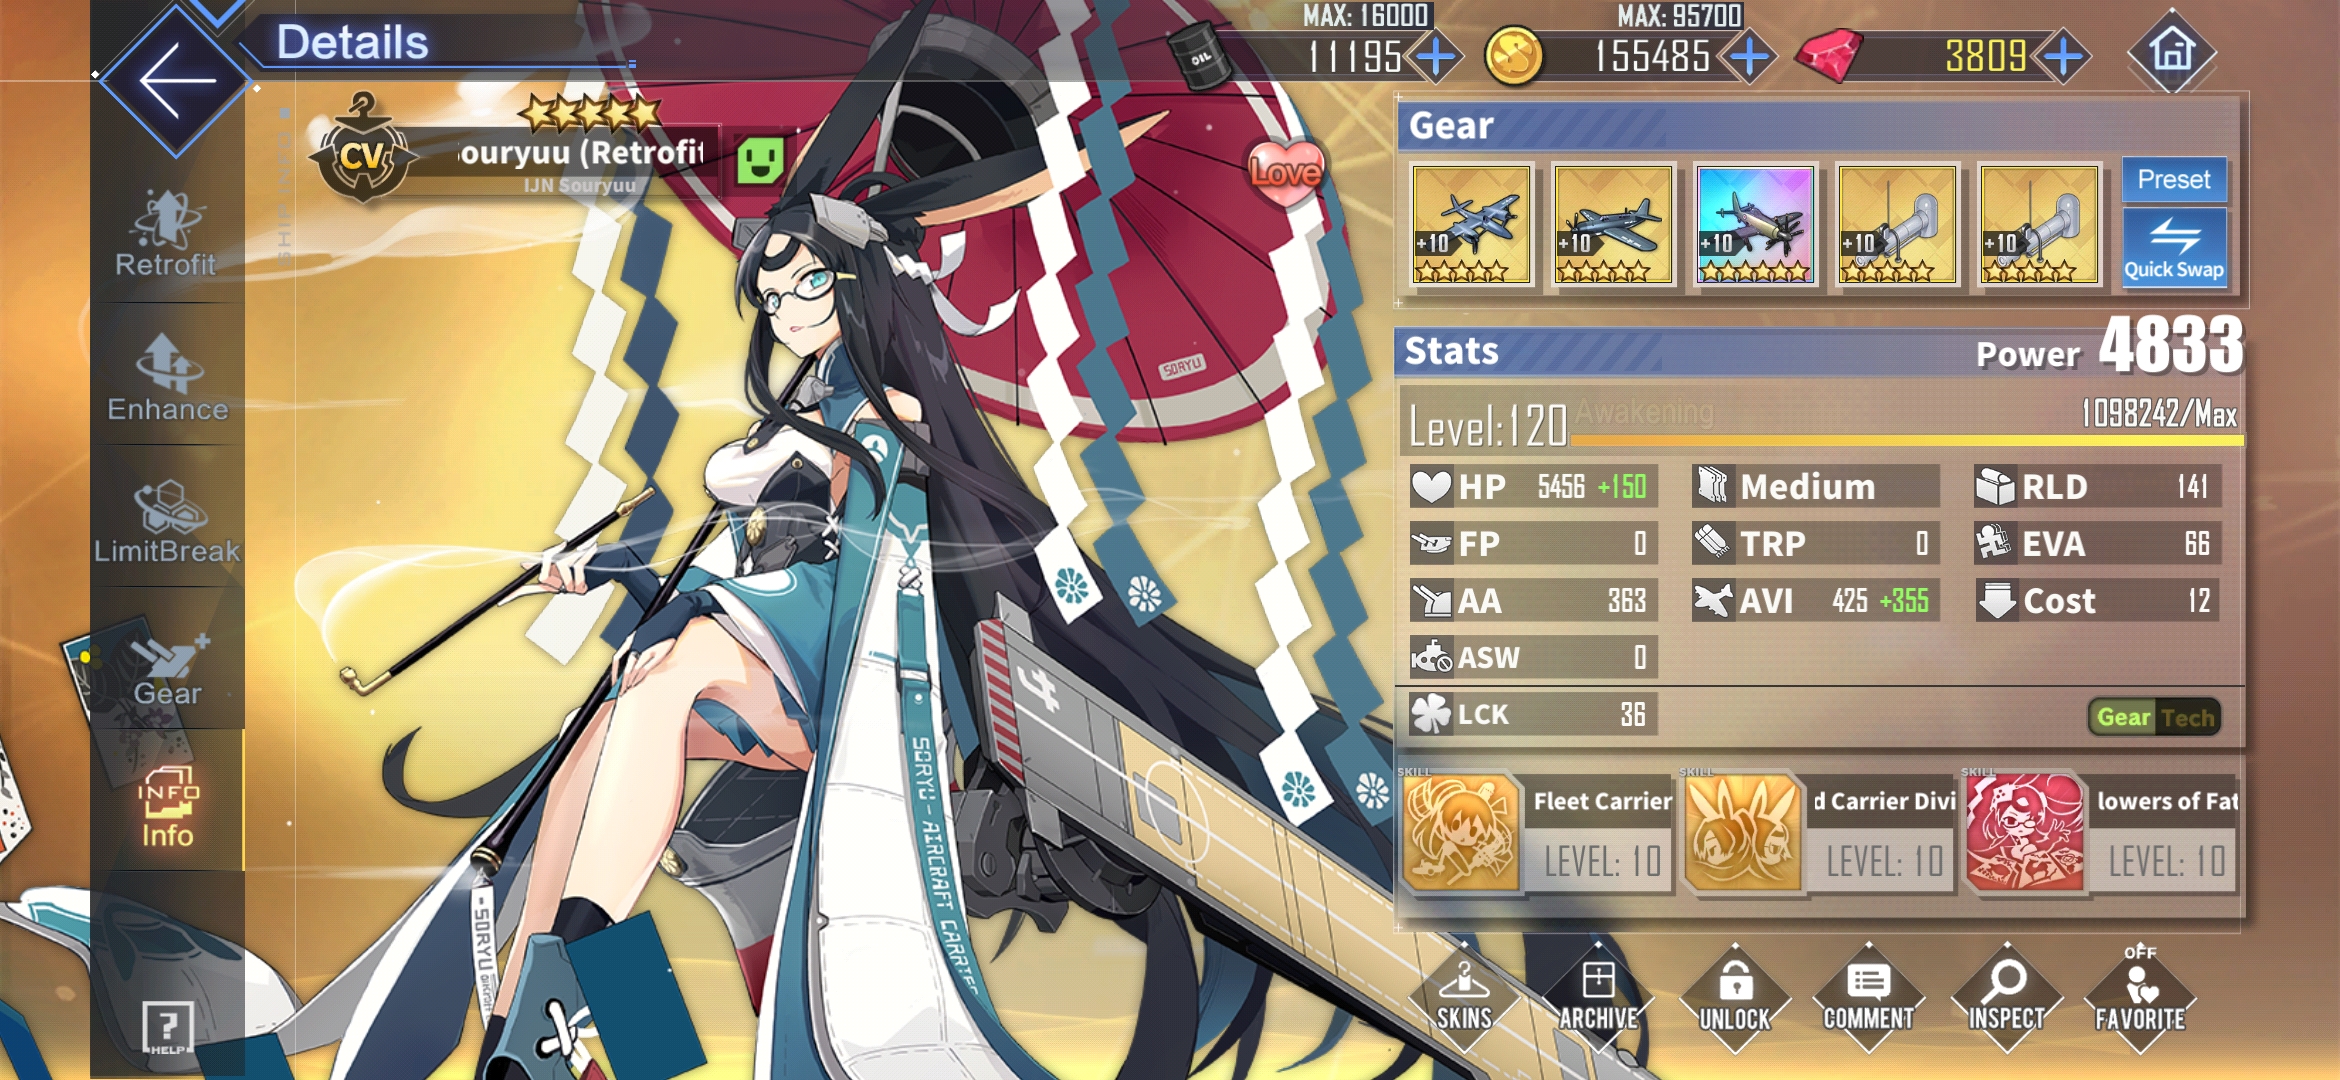 Details
MAX: 16000
11195
MAX: 95700
155485
3809
OIL
CV
ouryuu (Retrofit
IJN Souryuu
SHIP INFO
Love
Retrofit
Enhance
LimitBreak
Gear
INFO
Info
HELP
Gear
+10
+10
+10
+10
+10
Preset
Quick Swap
Stats
Power 4833
Level:120
Awakening
1098242/Max
HP 5456 +150
Medium
RLD 141
FP 0
TRP 0
EVA 66
AA 363
AVI 425 +355
Cost 12
ASW 0
LCK 36
Gear Tech
SKILL
Fleet Carrier
LEVEL: 10
SKILL
d Carrier Divi
LEVEL: 10
SKILL
lowers of Fat
LEVEL: 10
SKINS
ARCHIVE
UNLOCK
COMMENT
INSPECT
OFF
FAVORITE
SORYU
SORYU - AIRCRAFT CARRIER
SORYU